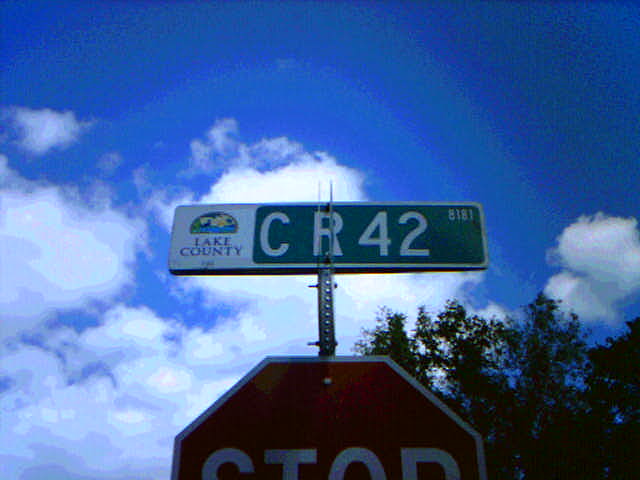 8181
LAKE
COUNTY
C R 42
STOP